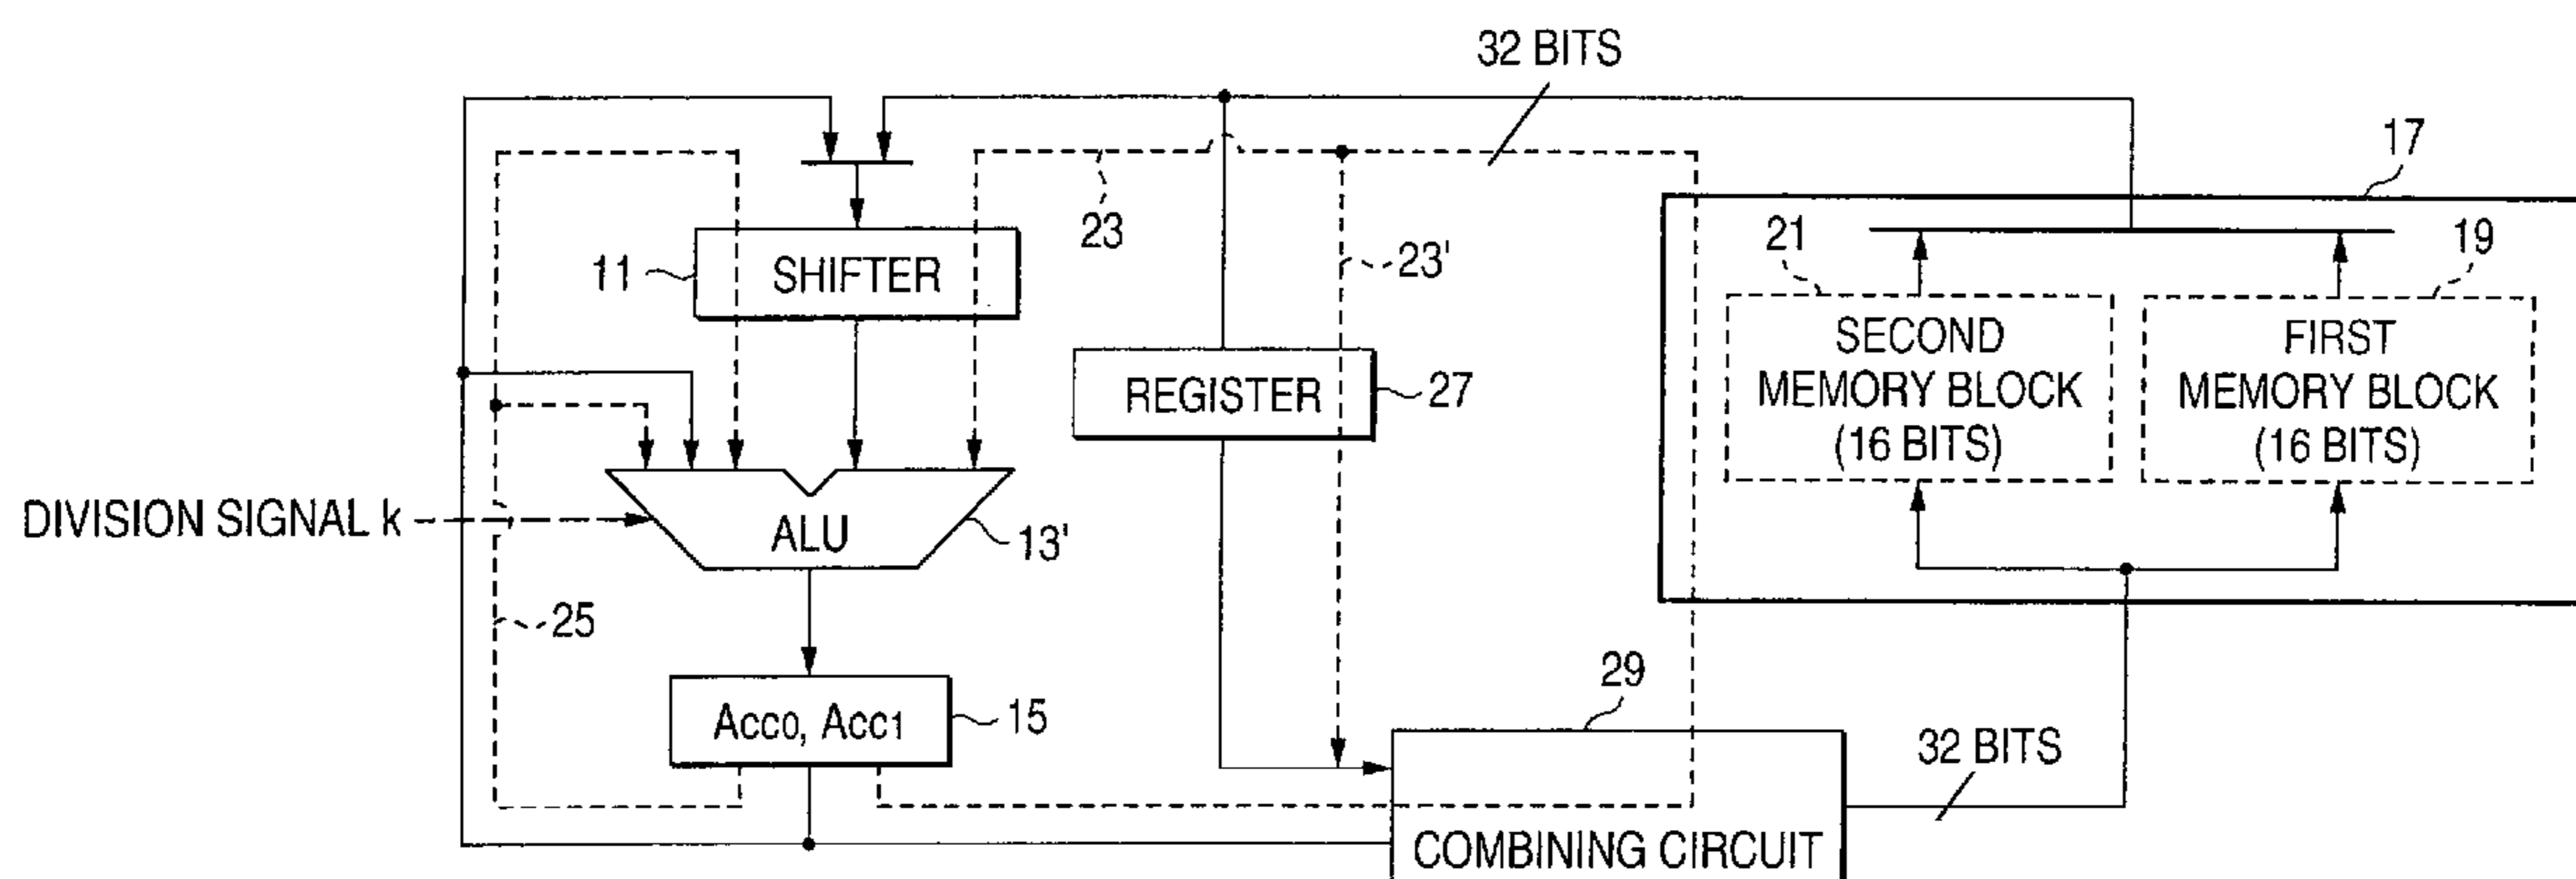 32 BITS
17
23
23'
21
19
11
SHIFTER
SECOND
MEMORY BLOCK
(16 BITS)
FIRST
MEMORY BLOCK
(16 BITS)
REGISTER
27
DIVISION SIGNAL k
ALU
13'
25
29
Acc0, Acc1
15
32 BITS
COMBINING CIRCUIT